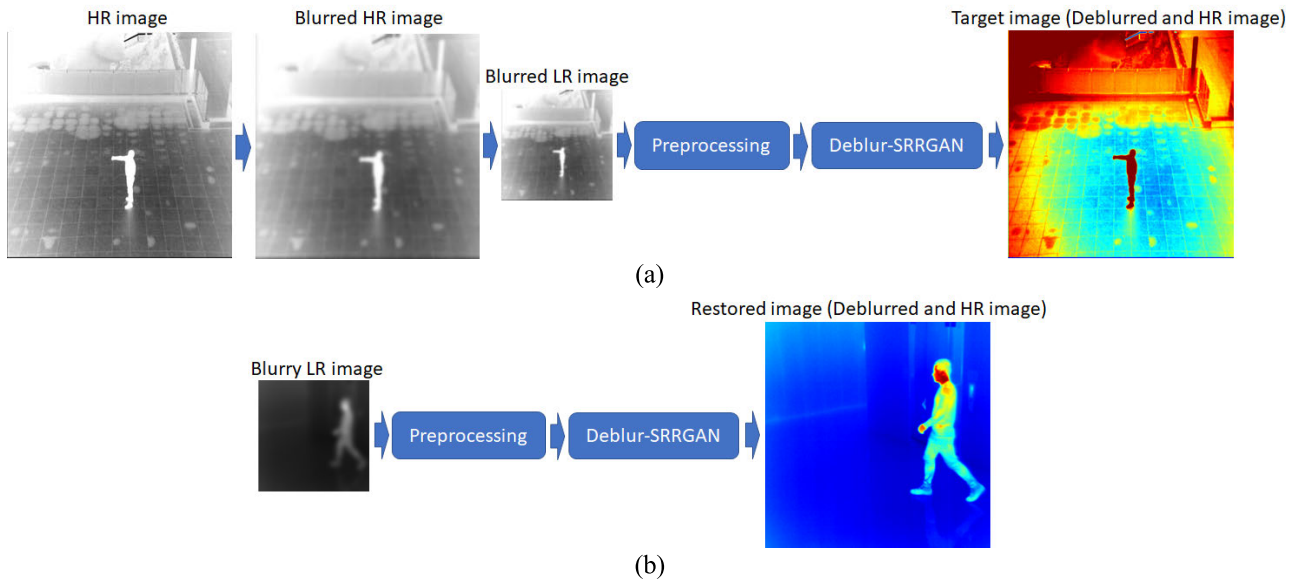 HR image
Blurred HR image
Blurred LR image
Preprocessing
Deblur-SRRGAN
Target image (Deblurred and HR image)
(a)
Restored image (Deblurred and HR image)
Blurry LR image
Preprocessing
Deblur-SRRGAN
(b)